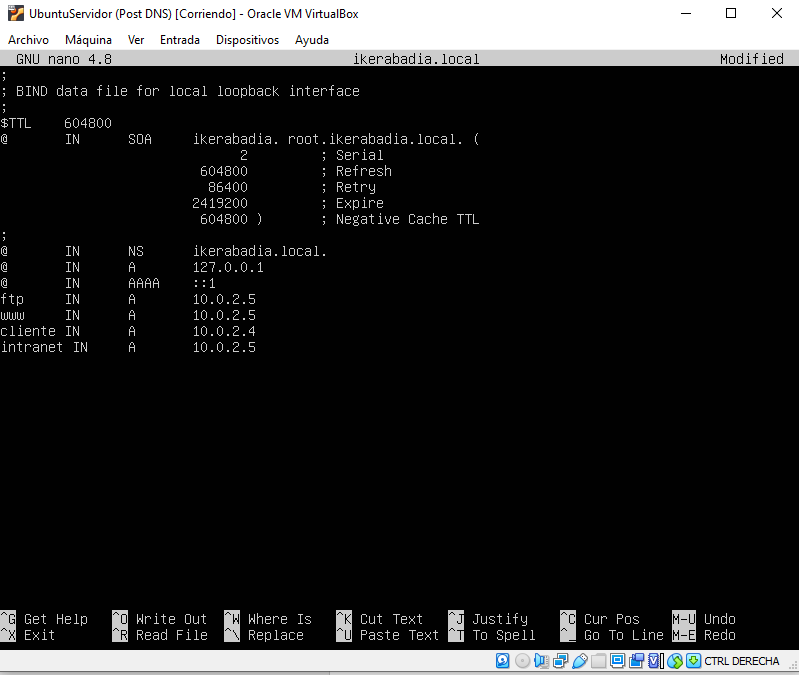 UbuntuServidor (Post DNS) [Corriendo] - Oracle VM VirtualBox
Archivo Máquina Ver Entrada Dispositivos Ayuda
GNU nano 4.8 ikerabadia.local Modified
;
; BIND data file for local loopback interface
;
$TTL 604800
@ IN SOA ikerabadia. root.ikerabadia.local. (
2 ; Serial
604800 ; Refresh
86400 ; Retry
2419200 ; Expire
604800 ) ; Negative Cache TTL
;
@ IN NS ikerabadia.local.
@ IN A 127.0.0.1
@ IN AAAA ::1
ftp IN A 10.0.2.5
www IN A 10.0.2.5
cliente IN A 10.0.2.4
intranet IN A 10.0.2.5
^G Get Help ^O Write Out ^W Where Is ^K Cut Text ^J Justify ^C Cur Pos M-U Undo
^X Exit ^R Read File ^\ Replace ^U Paste Text ^T To Spell ^_ Go To Line M-E Redo
CTRL DERECHA